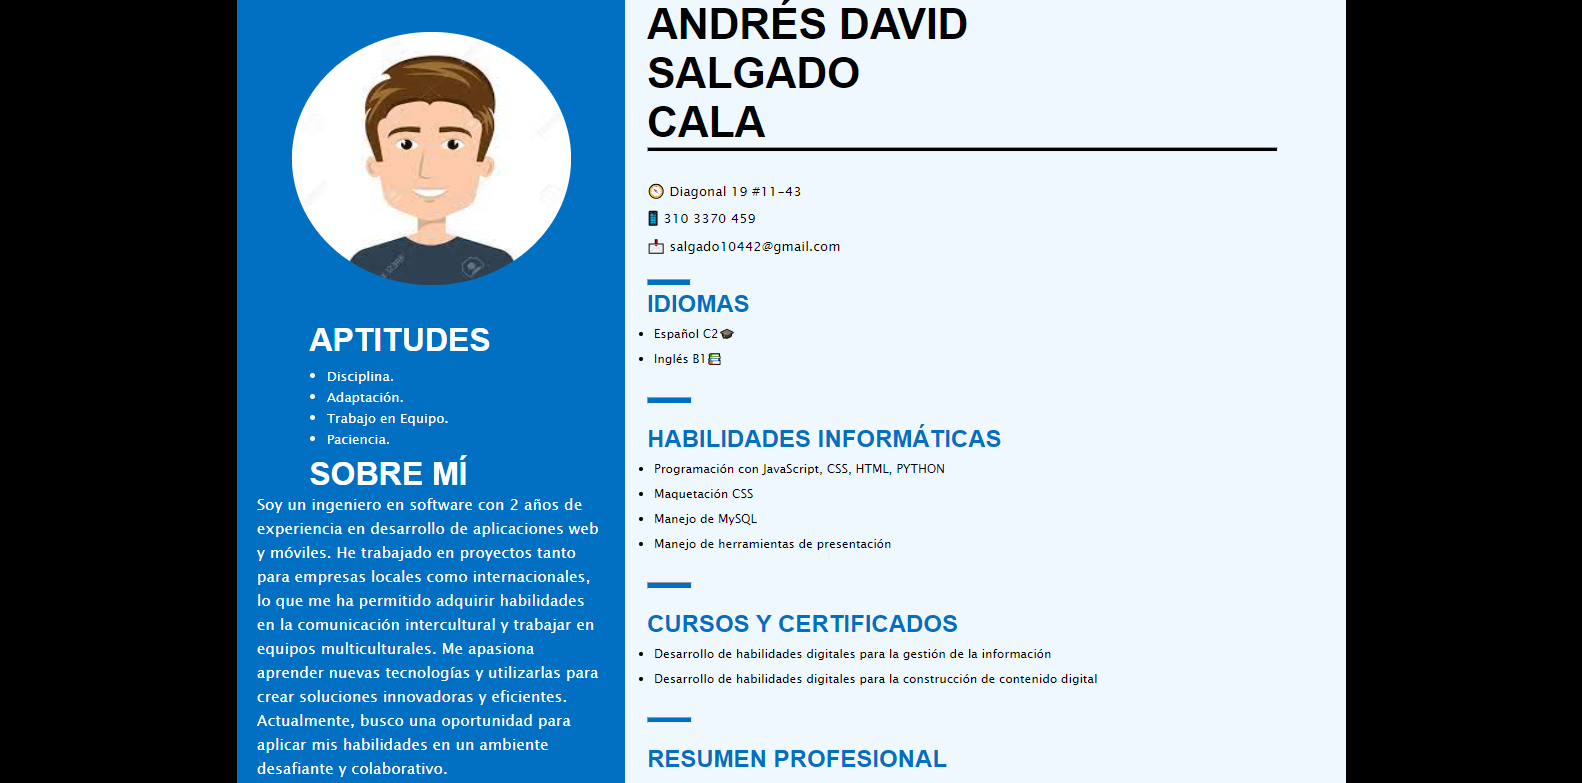 ANDRÉS DAVID
SALGADO
CALA
Diagonal 19 #11-43
310 3370 459
salgado10442@gmail.com
IDIOMAS
Español C2
Inglés B1
HABILIDADES INFORMÁTICAS
Programación con JavaScript, CSS, HTML, PYTHON
Maquetación CSS
Manejo de MySQL
Manejo de herramientas de presentación
CURSOS Y CERTIFICADOS
Desarrollo de habilidades digitales para la gestión de la información
Desarrollo de habilidades digitales para la construcción de contenido digital
RESUMEN PROFESIONAL
APTITUDES
Disciplina.
Adaptación.
Trabajo en Equipo.
Paciencia.
SOBRE MÍ
Soy un ingeniero en software con 2 años de
experiencia en desarrollo de aplicaciones web
y móviles. He trabajado en proyectos tanto
para empresas locales como internacionales,
lo que me ha permitido adquirir habilidades
en la comunicación intercultural y trabajar en
equipos multiculturales. Me apasiona
aprender nuevas tecnologías y utilizarlas para
crear soluciones innovadoras y eficientes.
Actualmente, busco una oportunidad para
aplicar mis habilidades en un ambiente
desafiante y colaborativo.